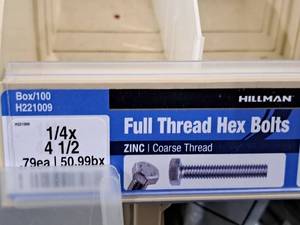 Box/100
H221009
HILLMAN
H221009
1/4x
4 1/2
.79ea | 50.99bx
Full Thread Hex Bolts
ZINC | Coarse Thread